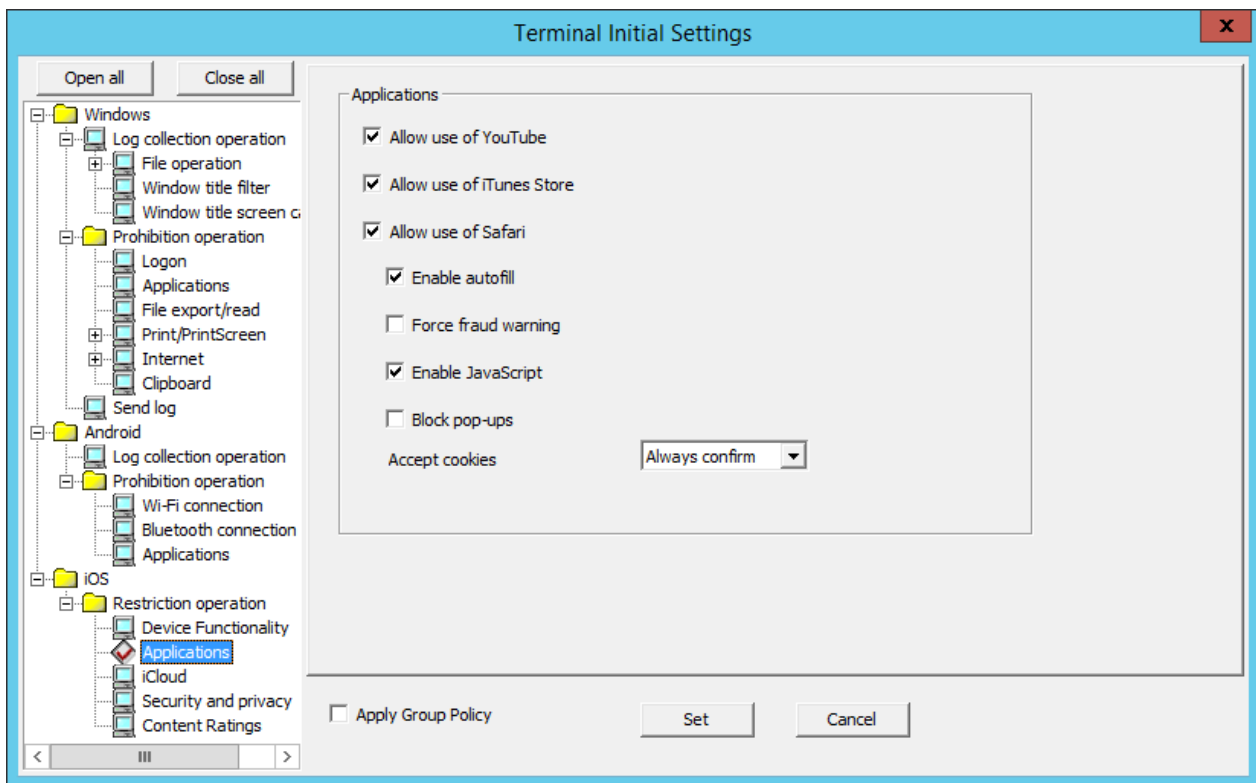 Terminal Initial Settings
x
Open all
Close all
Windows
Log collection operation
File operation
Window title filter
Window title screen ca
Prohibition operation
Logon
Applications
File export/read
Print/PrintScreen
Internet
Clipboard
Send log
Android
Log collection operation
Prohibition operation
Wi-Fi connection
Bluetooth connection
Applications
iOS
Restriction operation
Device Functionality
Applications
iCloud
Security and privacy
Content Ratings
Applications
Allow use of YouTube
Allow use of iTunes Store
Allow use of Safari
Enable autofill
Force fraud warning
Enable JavaScript
Block pop-ups
Accept cookies Always confirm
Apply Group Policy
Set
Cancel